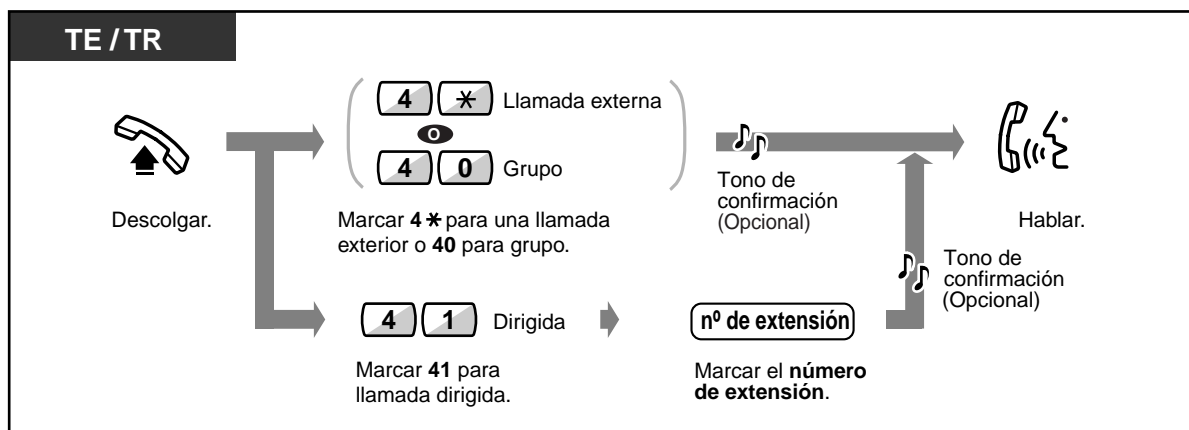 TE / TR
4 * Llamada externa
o
4 0 Grupo
Descolgar.
Marcar 4 * para una llamada
exterior o 40 para grupo.
Tono de
confirmación
(Opcional)
Hablar.
Tono de
confirmación
(Opcional)
4 1 Dirigida
nº de extensión
Marcar 41 para
llamada dirigida.
Marcar el número
de extensión.